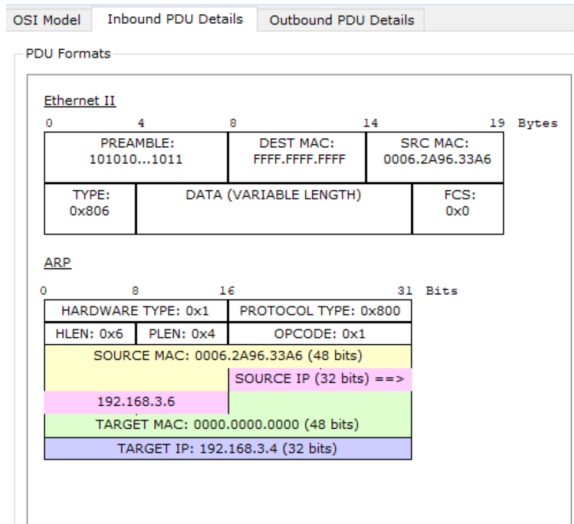 OSI Model Inbound PDU Details Outbound PDU Details
PDU Formats
Ethernet II
0 4 8 14 19 Bytes
PREAMBLE: DEST MAC: SRC MAC:
101010...1011 FFFF.FFFF.FFFF 0006.2A96.33A6
TYPE: DATA (VARIABLE LENGTH) FCS:
0x806 0x0
ARP
0 8 16 31 Bits
HARDWARE TYPE: 0x1 PROTOCOL TYPE: 0x800
HLEN: 0x6 PLEN: 0x4 OPCODE: 0x1
SOURCE MAC: 0006.2A96.33A6 (48 bits)
SOURCE IP (32 bits) ==>
192.168.3.6
TARGET MAC: 0000.0000.0000 (48 bits)
TARGET IP: 192.168.3.4 (32 bits)